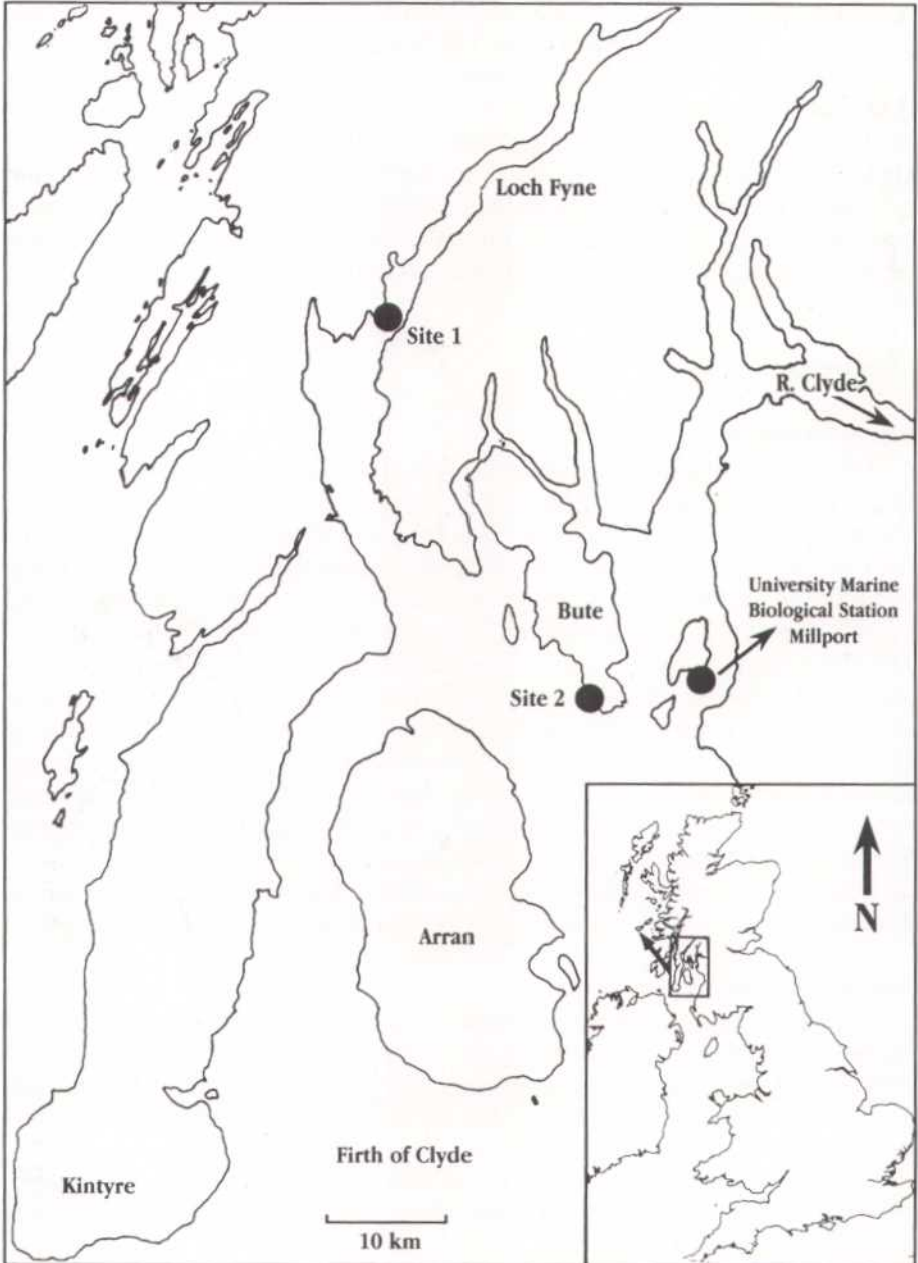 Loch Fyne
Site 1
R. Clyde
University Marine
Biological Station
Millport
Bute
Site 2
N
Arran
Firth of Clyde
Kintyre
10 km